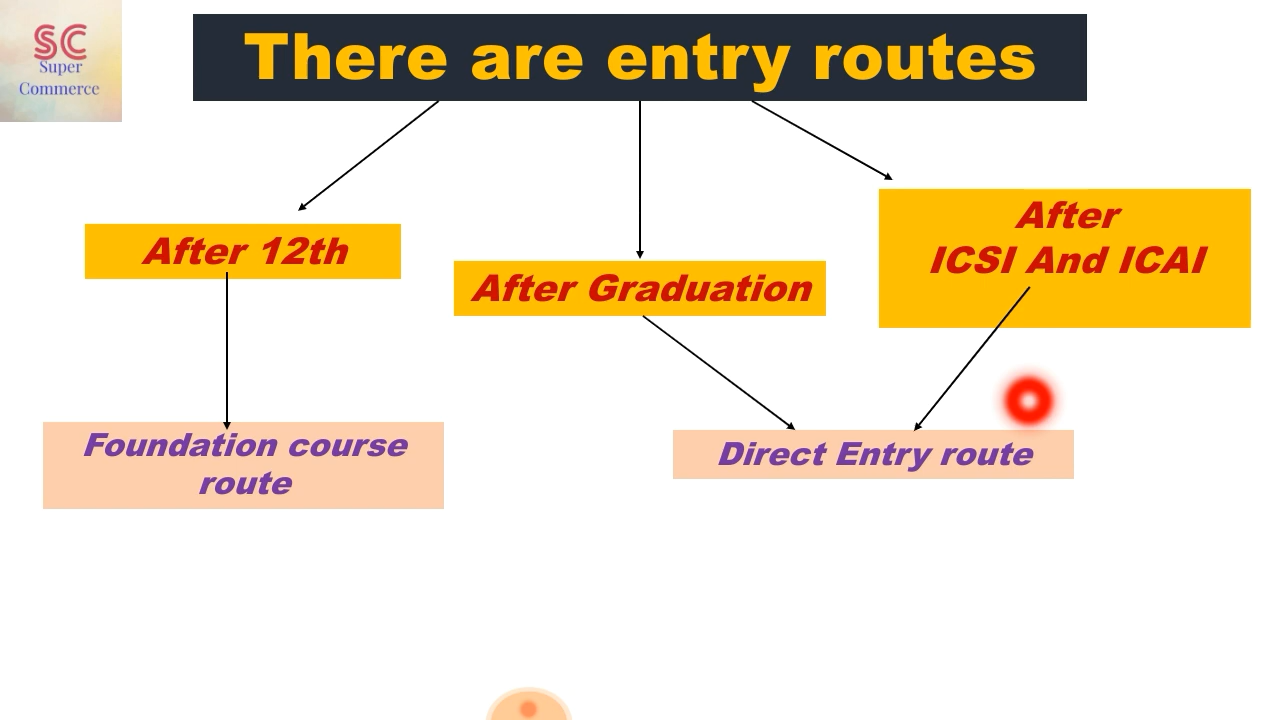 SC
Super
Commerce
There are entry routes
After 12th
After Graduation
After
ICSI And ICAI
Foundation course
route
Direct Entry route